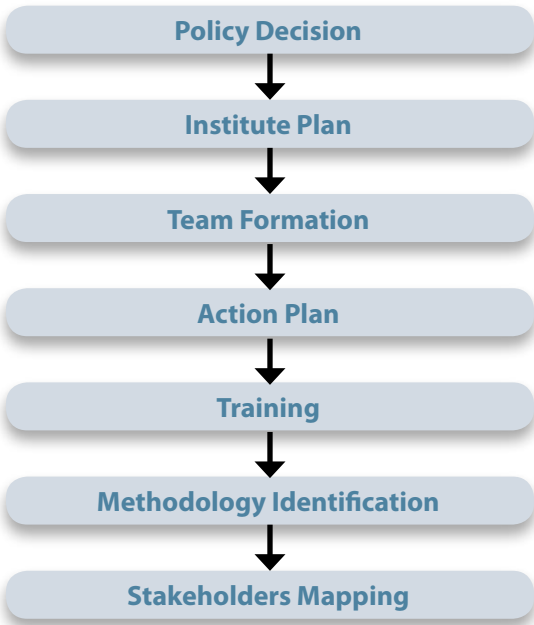 Policy Decision
Institute Plan
Team Formation
Action Plan
Training
Methodology Identification
Stakeholders Mapping